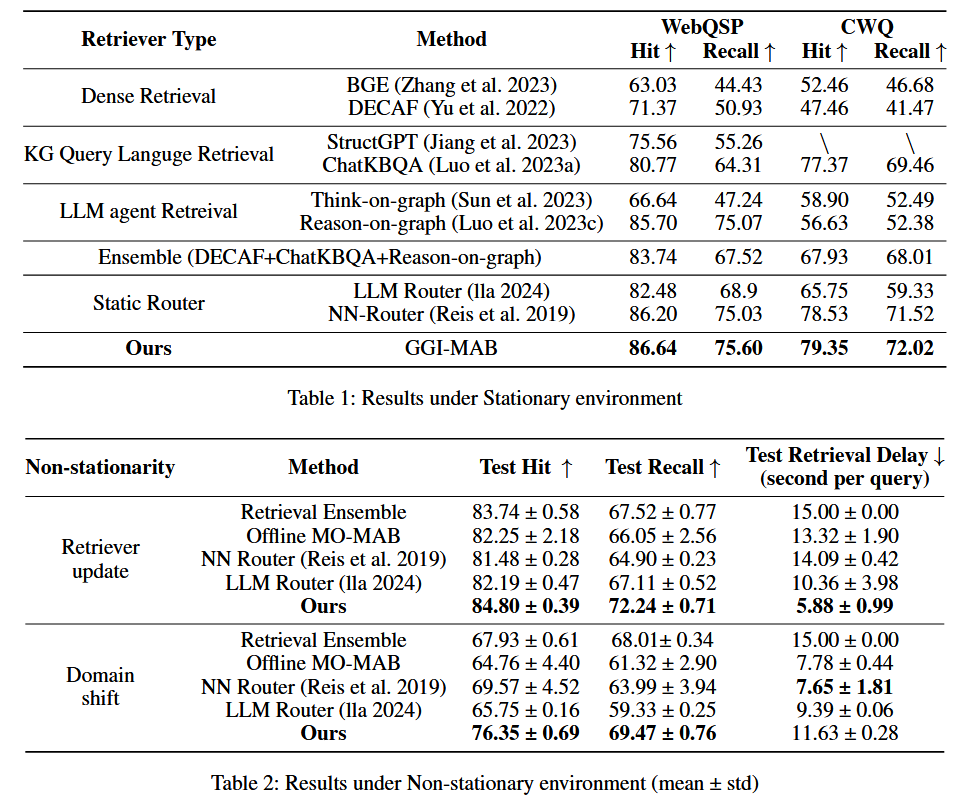 Retriever Type Method WebQSP CWQ
Hit ↑ Recall ↑ Hit ↑ Recall ↑
Dense Retrieval BGE (Zhang et al. 2023) 63.03 44.43 52.46 46.68
DECAF (Yu et al. 2022) 71.37 50.93 47.46 41.47
KG Query Languge Retrieval StructGPT (Jiang et al. 2023) 75.56 55.26 \ \
ChatKBQA (Luo et al. 2023a) 80.77 64.31 77.37 69.46
LLM agent Retreival Think-on-graph (Sun et al. 2023) 66.64 47.24 58.90 52.49
Reason-on-graph (Luo et al. 2023c) 85.70 75.07 56.63 52.38
Ensemble (DECAF+ChatKBQA+Reason-on-graph) 83.74 67.52 67.93 68.01
Static Router LLM Router (lla 2024) 82.48 68.9 65.75 59.33
NN-Router (Reis et al. 2019) 86.20 75.03 78.53 71.52
Ours GGI-MAB 86.64 75.60 79.35 72.02
Table 1: Results under Stationary environment
Non-stationarity Method Test Hit ↑ Test Recall ↑ Test Retrieval Delay ↓
(second per query)
Retriever update Retrieval Ensemble 83.74 ± 0.58 67.52 ± 0.77 15.00 ± 0.00
Offline MO-MAB 82.25 ± 2.18 66.05 ± 2.56 13.32 ± 1.90
NN Router (Reis et al. 2019) 81.48 ± 0.28 64.90 ± 0.23 14.09 ± 0.42
LLM Router (lla 2024) 82.19 ± 0.47 67.11 ± 0.52 10.36 ± 3.98
Ours 84.80 ± 0.39 72.24 ± 0.71 5.88 ± 0.99
Domain shift Retrieval Ensemble 67.93 ± 0.61 68.01± 0.34 15.00 ± 0.00
Offline MO-MAB 64.76 ± 4.40 61.32 ± 2.90 7.78 ± 0.44
NN Router (Reis et al. 2019) 69.57 ± 4.52 63.99 ± 3.94 7.65 ± 1.81
LLM Router (lla 2024) 65.75 ± 0.16 59.33 ± 0.25 9.39 ± 0.06
Ours 76.35 ± 0.69 69.47 ± 0.76 11.63 ± 0.28
Table 2: Results under Non-stationary environment (mean ± std)